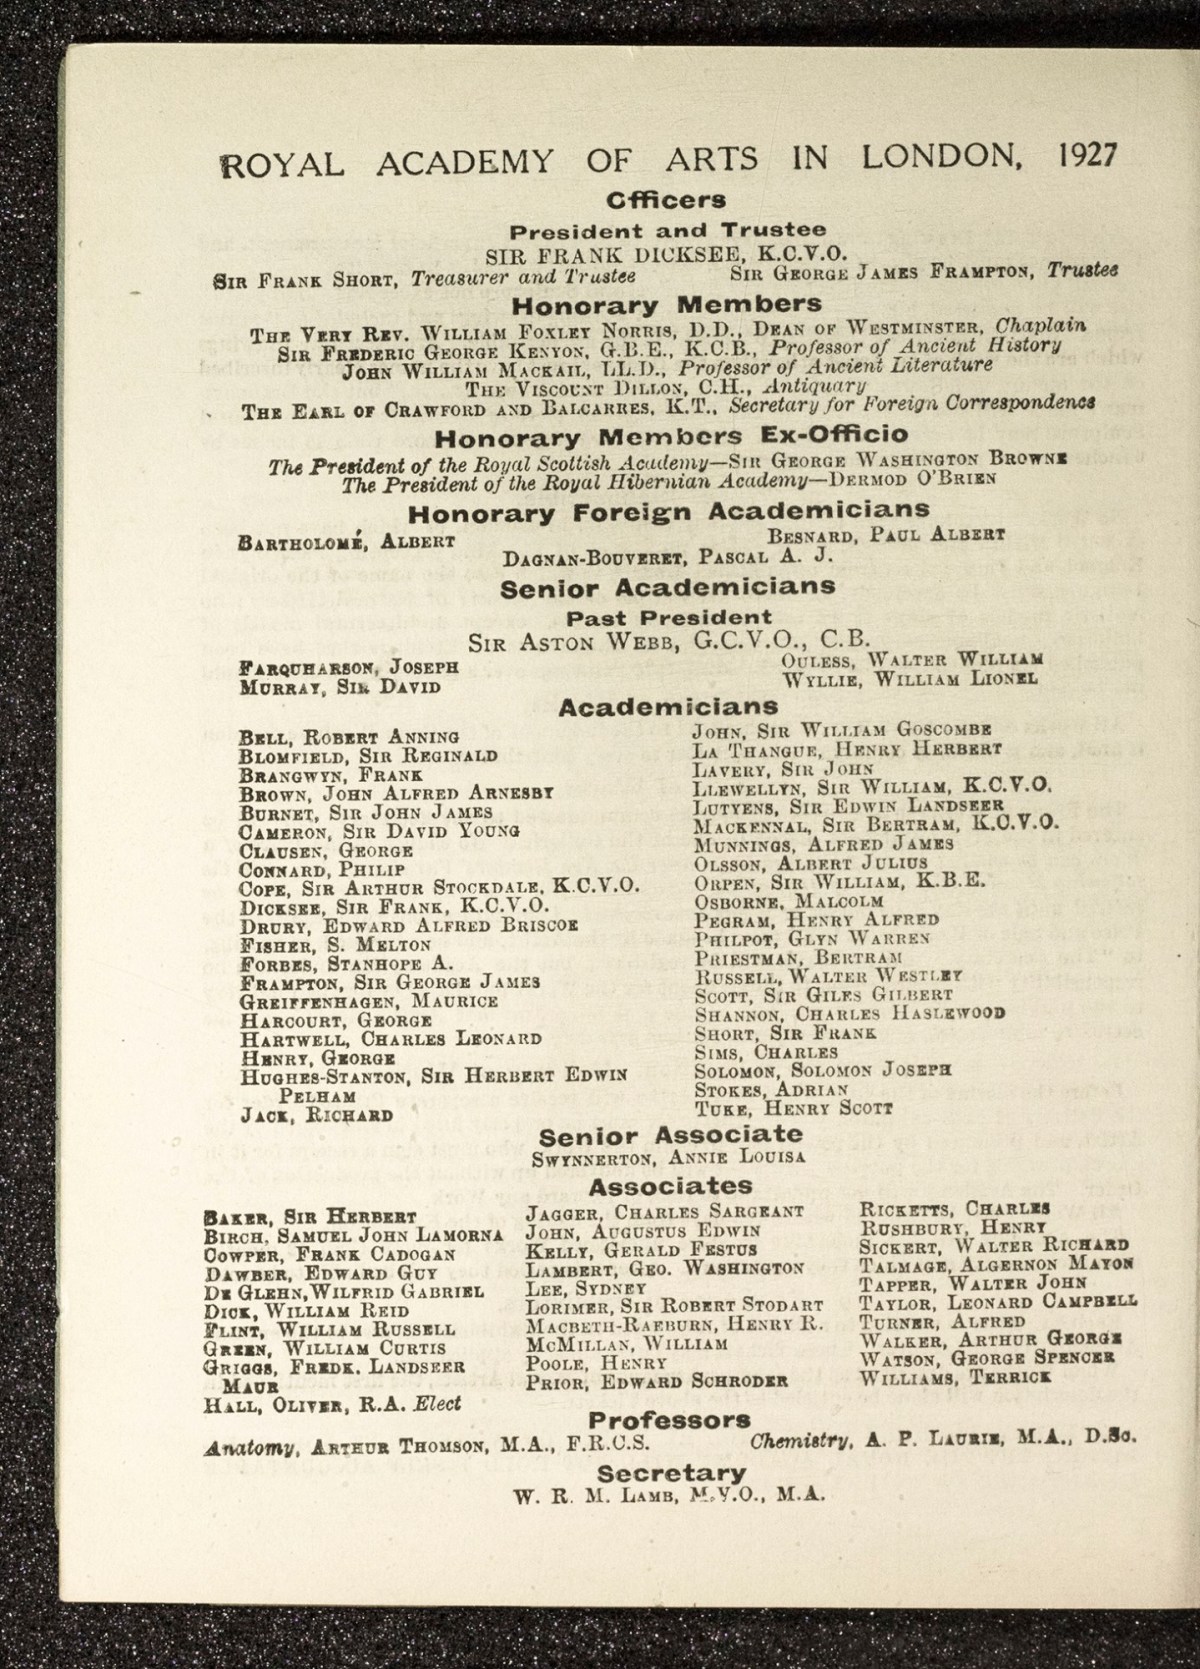 ROYAL ACADEMY OF ARTS IN LONDON, 1927
Officers
President and Trustee
SIR FRANK DICKSEE, K.C.V.O.
SIR FRANK SHORT, Treasurer and Trustee SIR GEORGE JAMES FRAMPTON, Trustee
Honorary Members
THE VERY REV. WILLIAM FOXLEY NORRIS, D.D., DEAN OF WESTMINSTER, Chaplain
SIR FREDERIC GEORGE KENYON, G.B.E., K.C.B., Professor of Ancient History
JOHN WILLIAM MACKAIL, LL.D., Professor of Ancient Literature
THE VISCOUNT DILLON, C.H., Antiquary
THE EARL OF CRAWFORD AND BALCARRES, K.T., Secretary for Foreign Correspondence
Honorary Members Ex-Officio
The President of the Royal Scottish Academy—SIR GEORGE WASHINGTON BROWNE
The President of the Royal Hibernian Academy—DERMOD O'BRIEN
Honorary Foreign Academicians
BARTHOLOMÉ, ALBERT BESNARD, PAUL ALBERT
DAGNAN-BOUVERET, PASCAL A. J.
Senior Academicians
Past President
SIR ASTON WEBB, G.C.V.O., C.B.
FARQUHARSON, JOSEPH OULESS, WALTER WILLIAM
MURRAY, SIR DAVID WYLLIE, WILLIAM LIONEL
Academicians
BELL, ROBERT ANNING
BLOMFIELD, SIR REGINALD
BRANGWYN, FRANK
BROWN, JOHN ALFRED ARNESBY
BURNET, SIR JOHN JAMES
CAMERON, SIR DAVID YOUNG
CLAUSEN, GEORGE
CONNARD, PHILIP
COPE, SIR ARTHUR STOCKDALE, K.C.V.O.
DICKSEE, SIR FRANK, K.C.V.O.
DRURY, EDWARD ALFRED BRISCOE
FISHER, S. MELTON
FORBES, STANHOPE A.
FRAMPTON, SIR GEORGE JAMES
GREIFFENHAGEN, MAURICE
HARCOURT, GEORGE
HARTWELL, CHARLES LEONARD
HENRY, GEORGE
HUGHES-STANTON, SIR HERBERT EDWIN
PELHAM
JACK, RICHARD
JOHN, SIR WILLIAM GOSCOMBE
LA THANGUE, HENRY HERBERT
LAVERY, SIR JOHN
LLEWELLYN, SIR WILLIAM, K.C.V.O.
LUTYENS, SIR EDWIN LANDSEER
MACKENNAL, SIR BERTRAM, K.C.V.O.
MUNNINGS, ALFRED JAMES
OLSSON, ALBERT JULIUS
ORPEN, SIR WILLIAM, K.B.E.
OSBORNE, MALCOLM
PEGRAM, HENRY ALFRED
PHILPOT, GLYN WARREN
PRIESTMAN, BERTRAM
RUSSELL, WALTER WESTLEY
SCOTT, SIR GILES GILBERT
SHANNON, CHARLES HASLEWOOD
SHORT, SIR FRANK
SIMS, CHARLES
SOLOMON, SOLOMON JOSEPH
STOKES, ADRIAN
TUKE, HENRY SCOTT
Senior Associate
SWYNNERTON, ANNIE LOUISA
Associates
BAKER, SIR HERBERT
BIRCH, SAMUEL JOHN LAMORNA
COWPER, FRANK CADOGAN
DAWBER, EDWARD GUY
DE GLEHN, WILFRID GABRIEL
DICK, WILLIAM REID
FLINT, WILLIAM RUSSELL
GREEN, WILLIAM CURTIS
GRIGGS, FREDK. LANDSEER
MAUR
HALL, OLIVER, R.A. Elect
JAGGER, CHARLES SARGEANT
JOHN, AUGUSTUS EDWIN
KELLY, GERALD FESTUS
LAMBERT, GEO. WASHINGTON
LEE, SYDNEY
LORIMER, SIR ROBERT STODART
MACBETH-RAEBURN, HENRY R.
MCMILLAN, WILLIAM
POOLE, HENRY
PRIOR, EDWARD SCHRODER
RICKETTS, CHARLES
RUSHBURY, HENRY
SICKERT, WALTER RICHARD
TALMAGE, ALGERNON MAYON
TAPPER, WALTER JOHN
TAYLOR, LEONARD CAMPBELL
TURNER, ALFRED
WALKER, ARTHUR GEORGE
WATSON, GEORGE SPENCER
WILLIAMS, TERRICK
Professors
Anatomy, ARTHUR THOMSON, M.A., F.R.C.S. Chemistry, A. P. LAURIE, M.A., D.Sc.
Secretary
W. R. M. LAMB, M.V.O., M.A.